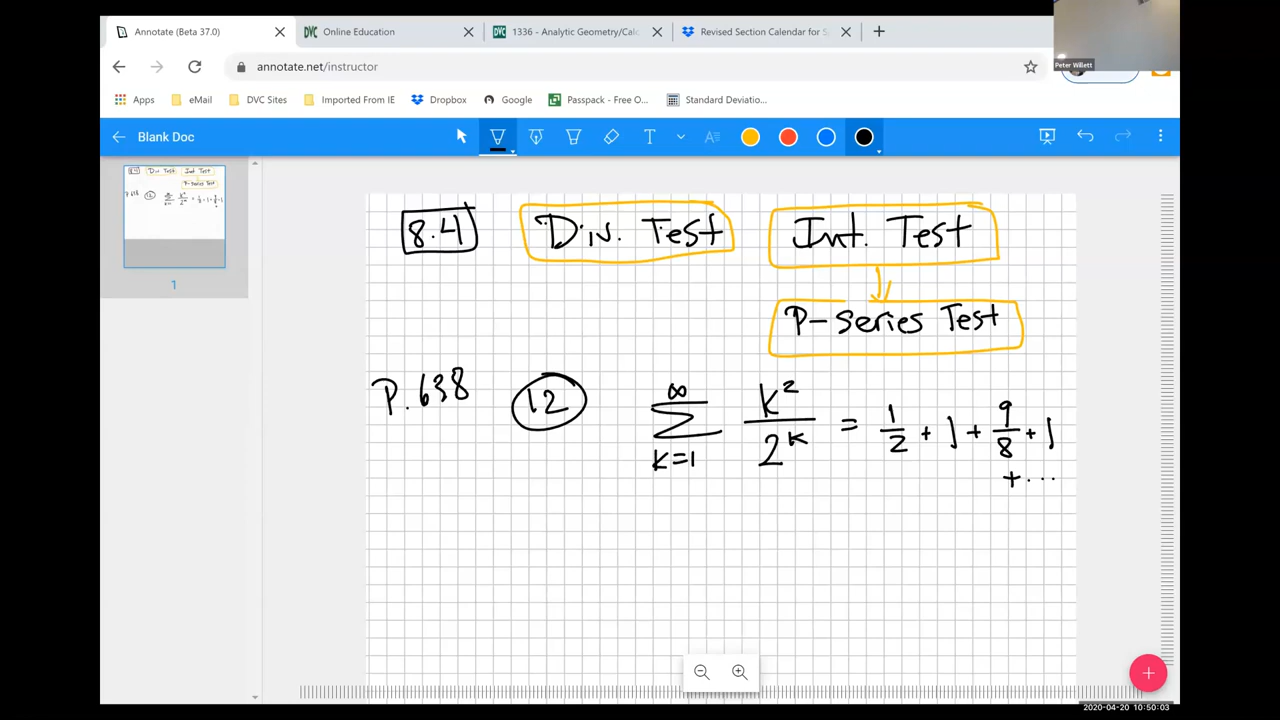 Annotate (Beta 37.0)
Online Education
1336 - Analytic Geometry/Calc
Revised Section Calendar for S
annotate.net/instructor
Peter Willett
Apps
eMail
DVC Sites
Imported From IE
Dropbox
Google
Passpack - Free O...
Standard Deviatio...
Blank Doc
T
8.4 Div. Test Int. Test
P-series Test
P.638 12 ∞ Σ k=1 k² / 2^k = 1/2 + 1 + 9/8 + 1
+ ...
1
2020-04-20 10:50:03